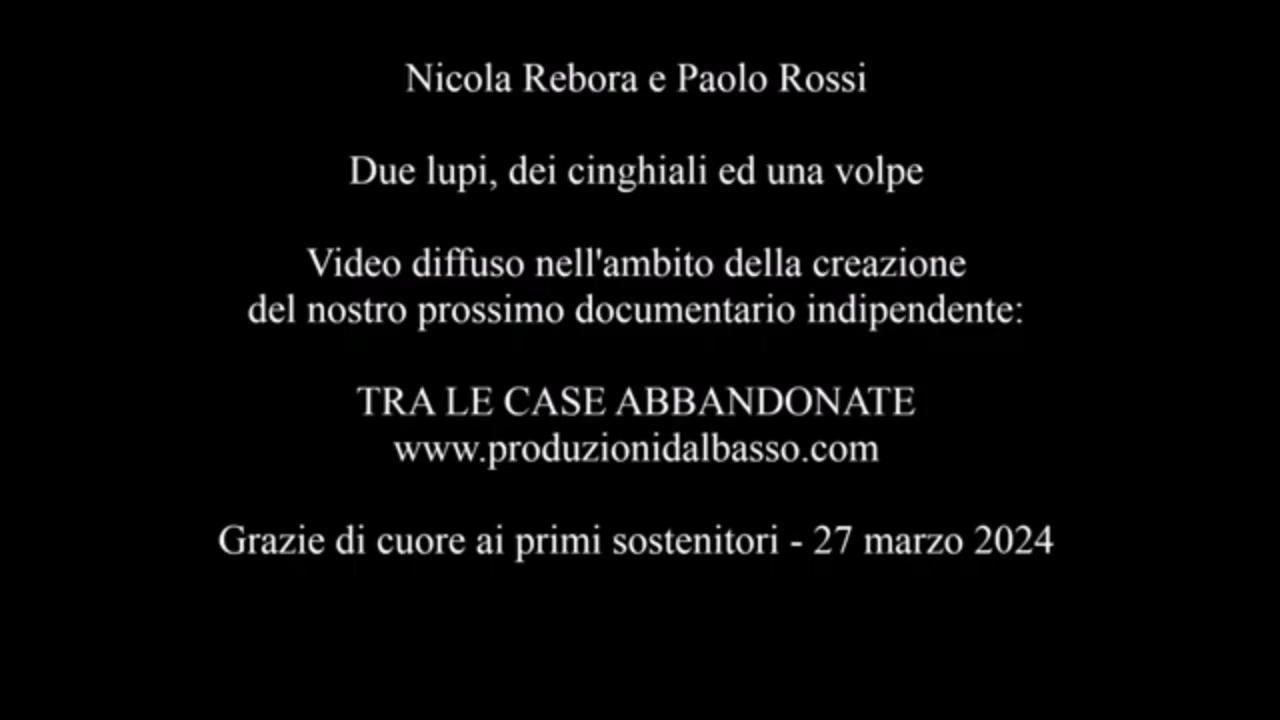 Nicola Rebora e Paolo Rossi
Due lupi, dei cinghiali ed una volpe
Video diffuso nell'ambito della creazione
del nostro prossimo documentario indipendente:
TRA LE CASE ABBANDONATE
www.produzionidalbasso.com
Grazie di cuore ai primi sostenitori - 27 marzo 2024